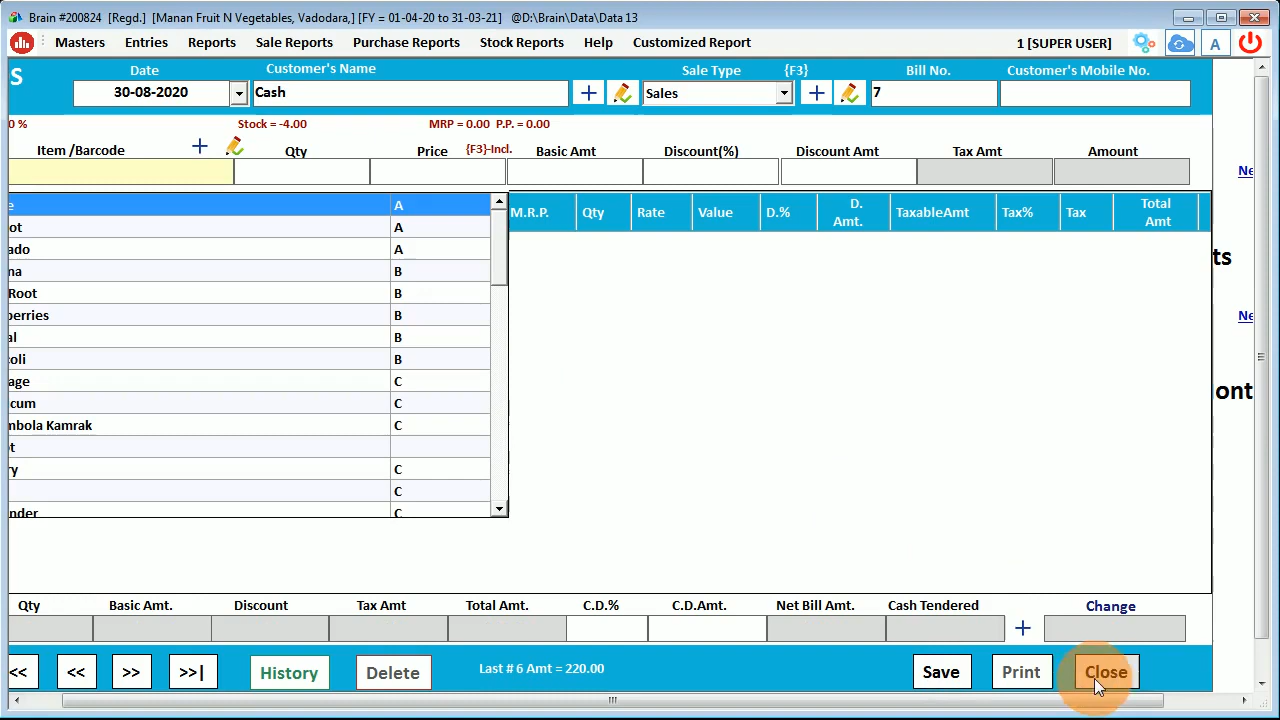 Brain #200824 [Regd.] [Manan Fruit N Vegetables, Vadodara,] [FY = 01-04-20 to 31-03-21] @D:\Brain\Data\Data 13
Masters Entries Reports Sale Reports Purchase Reports Stock Reports Help Customized Report 1 [SUPER USER] A
S Date Customer's Name Sale Type {F3} Bill No. Customer's Mobile No.
30-08-2020 Cash Sales 7
0 % Stock = -4.00 MRP = 0.00 P.P. = 0.00
Item /Barcode Qty Price {F3}-Incl. Basic Amt Discount(%) Discount Amt Tax Amt Amount
Ne
e A
M.R.P. Qty Rate Value D.% D. Amt. TaxableAmt Tax% Tax Total Amt
ot A
ado A
ts
na B
Root B
perries B
Ne
al B
coli B
age C
ont
icum C
mbola Kamrak C
t
ry C
C
nder C
Qty Basic Amt. Discount Tax Amt Total Amt. C.D.% C.D.Amt. Net Bill Amt. Cash Tendered Change
<< << >> >>| History Delete Last # 6 Amt = 220.00 Save Print Close